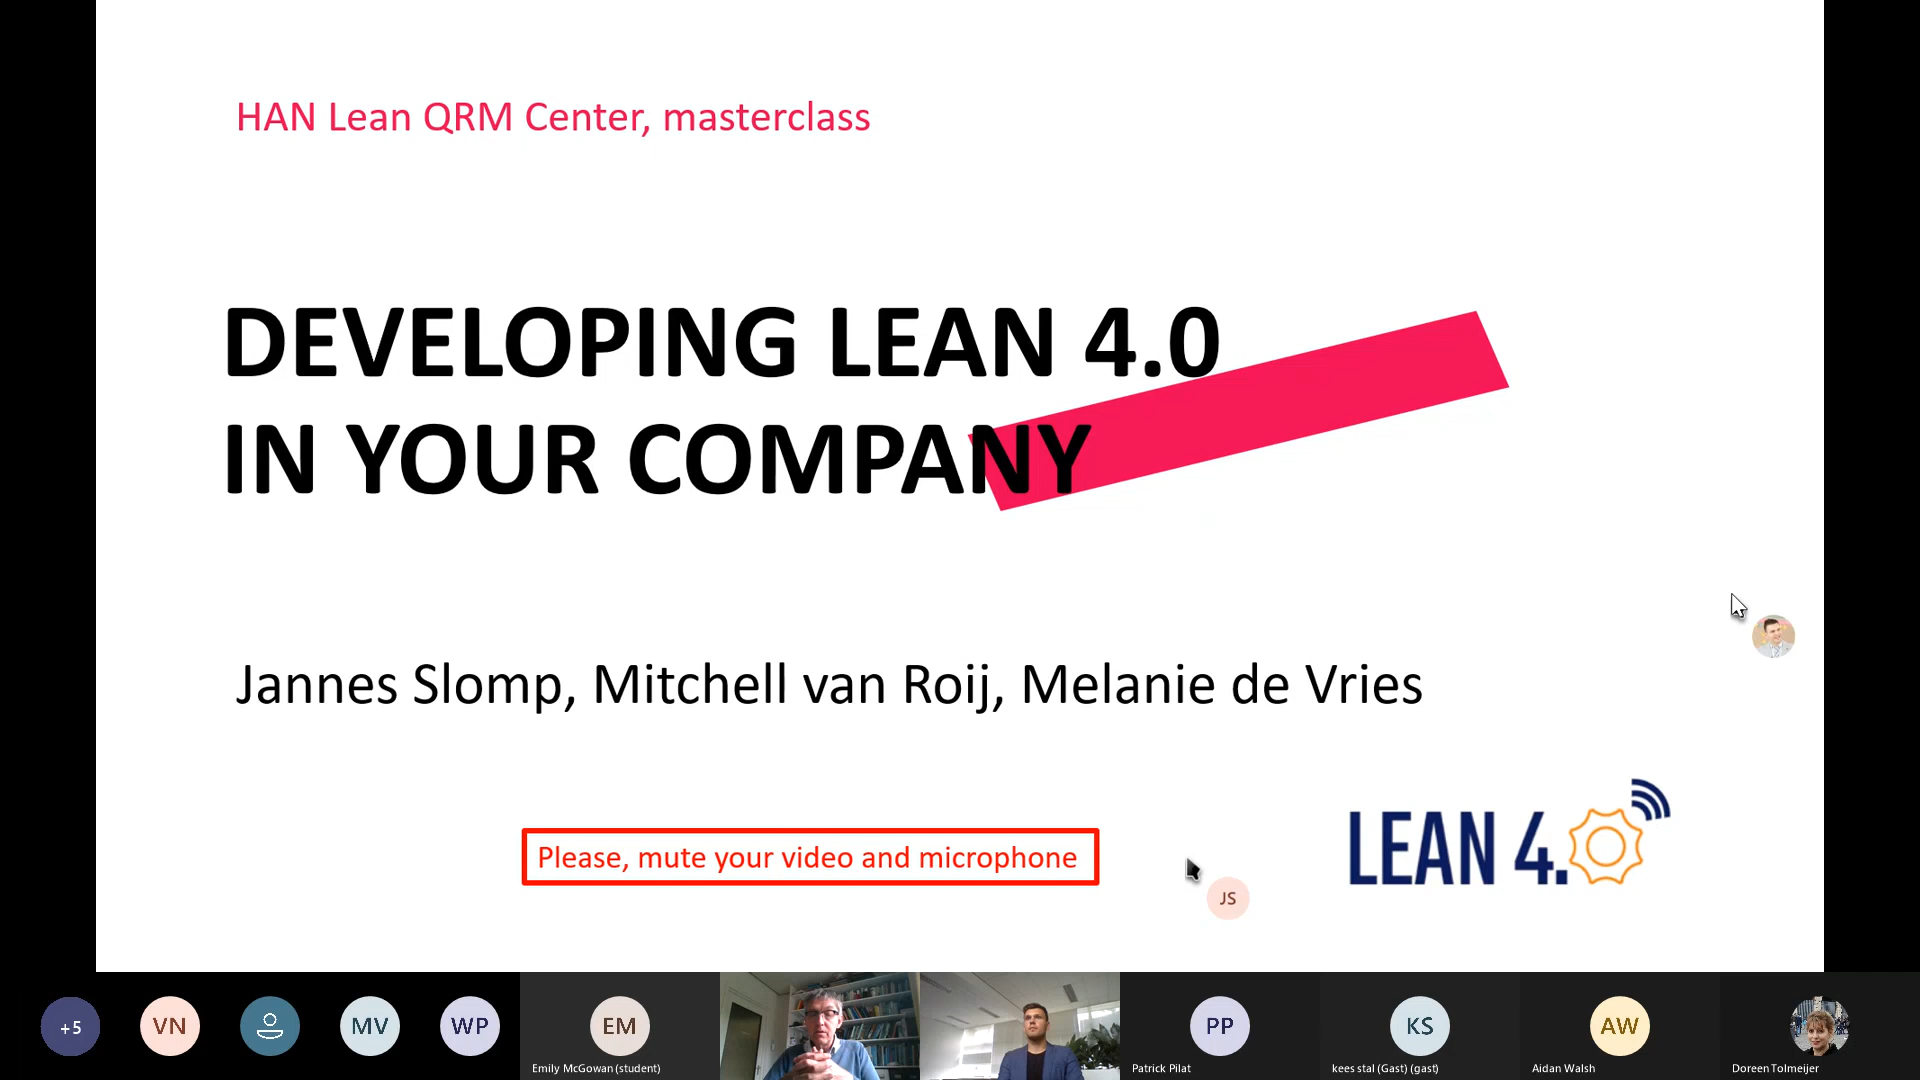 HAN Lean QRM Center, masterclass
DEVELOPING LEAN 4.0
IN YOUR COMPANY
Jannes Slomp, Mitchell van Roij, Melanie de Vries
Please, mute your video and microphone
LEAN 4.0
JS
+5
VN
MV
WP
EM
Emily McGowan (student)
PP
Patrick Pilat
KS
kees stal (Gast) (gast)
AW
Aidan Walsh
Doreen Tolmeijer